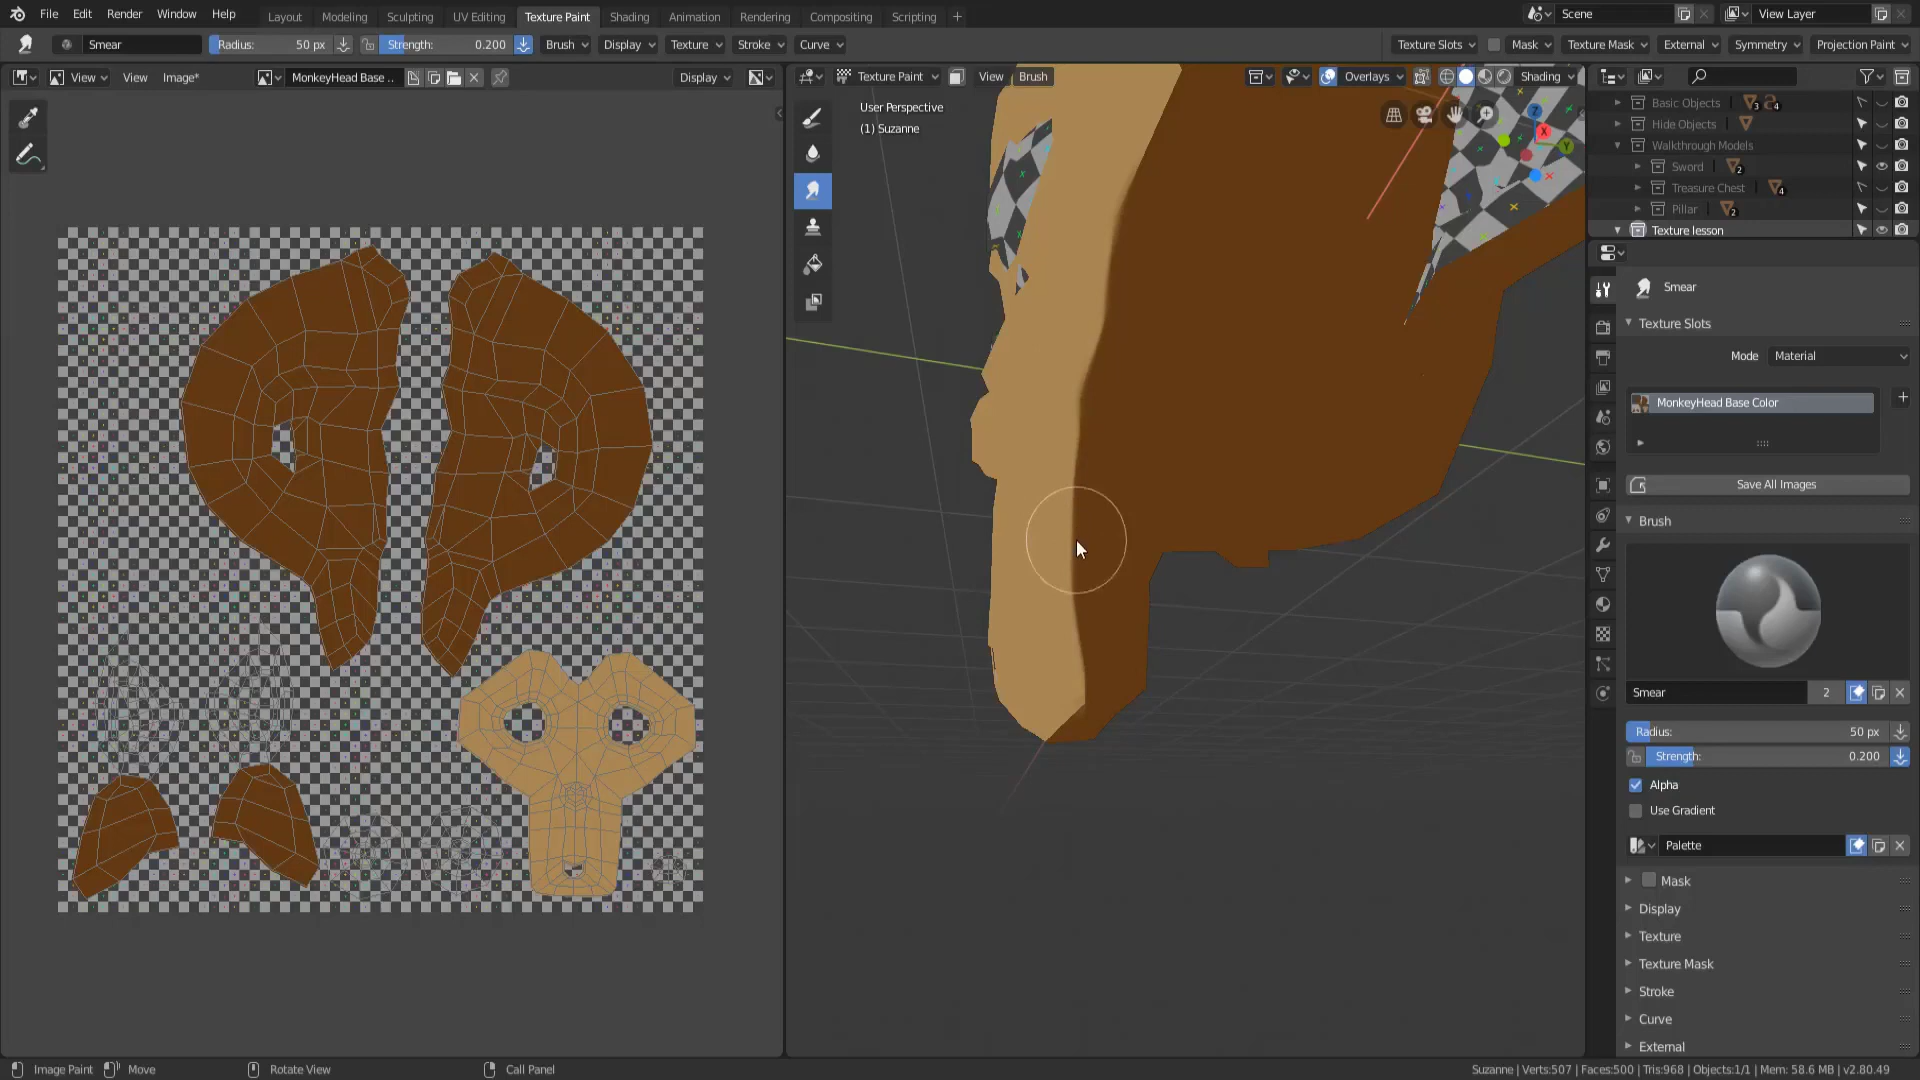 File Edit Render Window Help Layout Modeling Sculpting UV Editing Texture Paint Shading Animation Rendering Compositing Scripting + Scene View Layer
Smear Radius: 50 px Strength: 0.200 Brush Display Texture Stroke Curve Texture Slots Mask Texture Mask External Symmetry Projection Paint
View View Image* MonkeyHead Base .. Display Texture Paint View Brush Overlays Shading
User Perspective
(1) Suzanne
Z
X
Y
Basic Objects 3 4
Hide Objects
Walkthrough Models
Sword 2
Treasure Chest 4
Pillar 2
Texture lesson
Smear
Texture Slots
Mode Material
MonkeyHead Base Color
Save All Images
Brush
Smear 2
Radius: 50 px
Strength: 0.200
Alpha
Use Gradient
Palette
Mask
Display
Texture
Texture Mask
Stroke
Curve
External
Image Paint Move Rotate View Call Panel Suzanne | Verts:507 | Faces:500 | Tris:968 | Objects:1/1 | Mem: 58.6 MB | v2.80.49